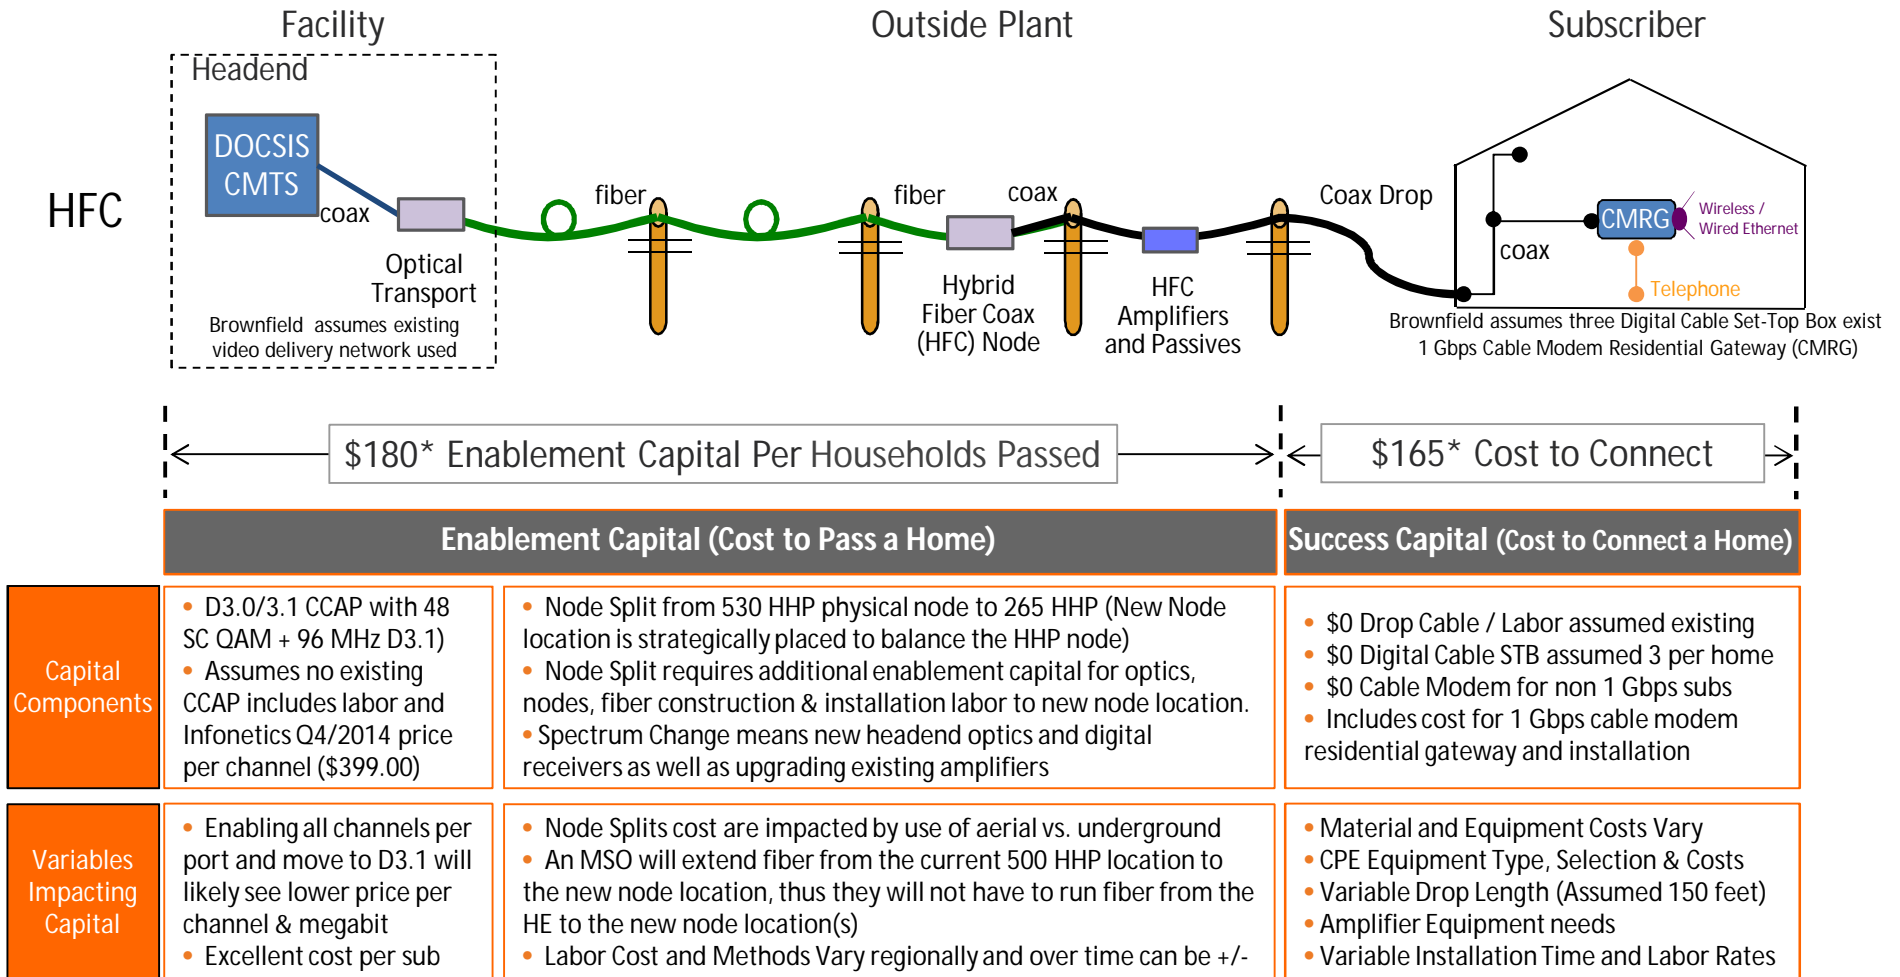 Facility
Outside Plant
Subscriber
Headend
DOCSIS
CMTS
HFC
coax
fiber
fiber
coax
Coax Drop
CMRG
Wireless /
Wired Ethernet
coax
Telephone
Optical
Transport
Hybrid
Fiber Coax
(HFC) Node
HFC
Amplifiers
and Passives
Brownfield assumes existing
video delivery network used
Brownfield assumes three Digital Cable Set-Top Box exist
1 Gbps Cable Modem Residential Gateway (CMRG)
$180* Enablement Capital Per Households Passed
$165* Cost to Connect
Enablement Capital (Cost to Pass a Home)
Success Capital (Cost to Connect a Home)
Capital
Components
• D3.0/3.1 CCAP with 48
SC QAM + 96 MHz D3.1)
• Assumes no existing
CCAP includes labor and
Infonetics Q4/2014 price
per channel ($399.00)
• Node Split from 530 HHP physical node to 265 HHP (New Node
location is strategically placed to balance the HHP node)
• Node Split requires additional enablement capital for optics,
nodes, fiber construction & installation labor to new node location.
• Spectrum Change means new headend optics and digital
receivers as well as upgrading existing amplifiers
• $0 Drop Cable / Labor assumed existing
• $0 Digital Cable STB assumed 3 per home
• $0 Cable Modem for non 1 Gbps subs
• Includes cost for 1 Gbps cable modem
residential gateway and installation
Variables
Impacting
Capital
• Enabling all channels per
port and move to D3.1 will
likely see lower price per
channel & megabit
• Excellent cost per sub
• Node Splits cost are impacted by use of aerial vs. underground
• An MSO will extend fiber from the current 500 HHP location to
the new node location, thus they will not have to run fiber from the
HE to the new node location(s)
• Labor Cost and Methods Vary regionally and over time can be +/-
• Material and Equipment Costs Vary
• CPE Equipment Type, Selection & Costs
• Variable Drop Length (Assumed 150 feet)
• Amplifier Equipment needs
• Variable Installation Time and Labor Rates